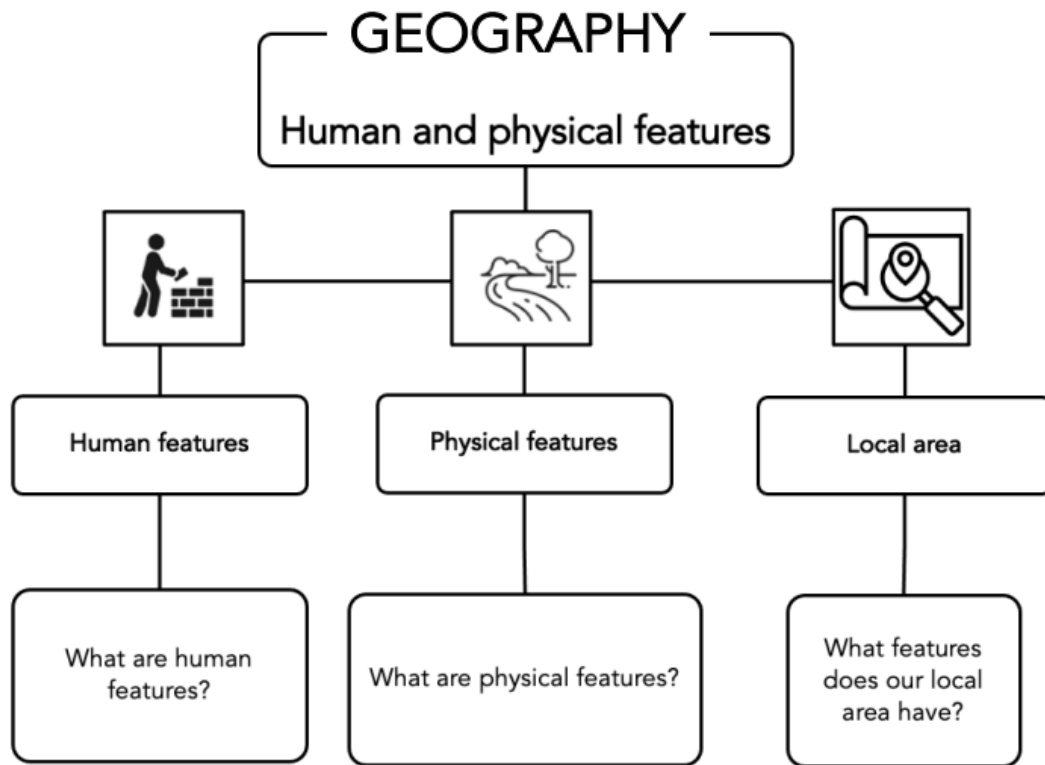 GEOGRAPHY
Human and physical features
Human features
Physical features
Local area
What are human
features?
What are physical features?
What features
does our local
area have?